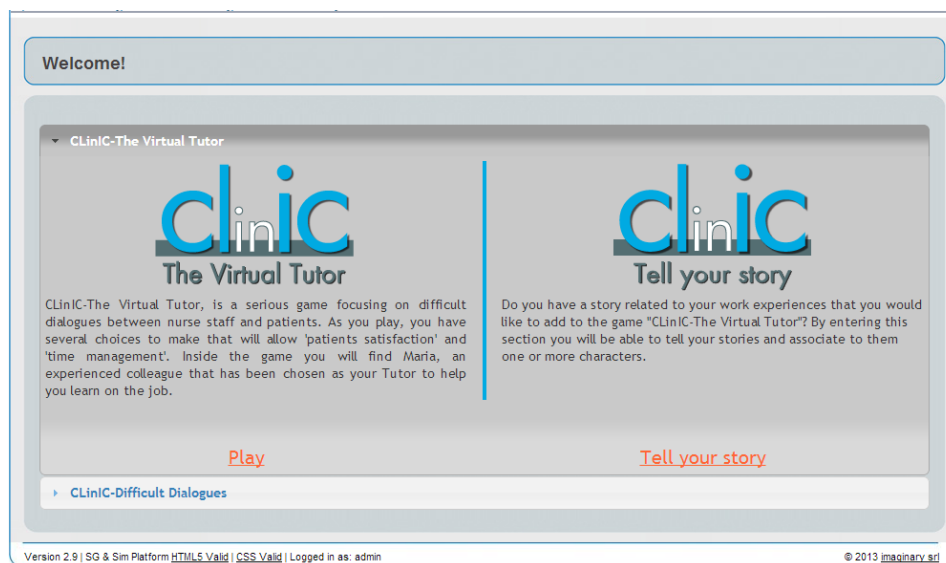 Welcome!
CLinIC-The Virtual Tutor
clinIC
The Virtual Tutor
CLinIC-The Virtual Tutor, is a serious game focusing on difficult
dialogues between nurse staff and patients. As you play, you have
several choices to make that will allow 'patients satisfaction' and
'time management'. Inside the game you will find Maria, an
experienced colleague that has been chosen as your Tutor to help
you learn on the job.
Play
clinIC
Tell your story
Do you have a story related to your work experiences that you would
like to add to the game "CLinIC-The Virtual Tutor"? By entering this
section you will be able to tell your stories and associate to them
one or more characters.
Tell your story
CLinIC-Difficult Dialogues
Version 2.9 | SG & Sim Platform HTML5 Valid | CSS Valid | Logged in as: admin
© 2013 imaginary srl